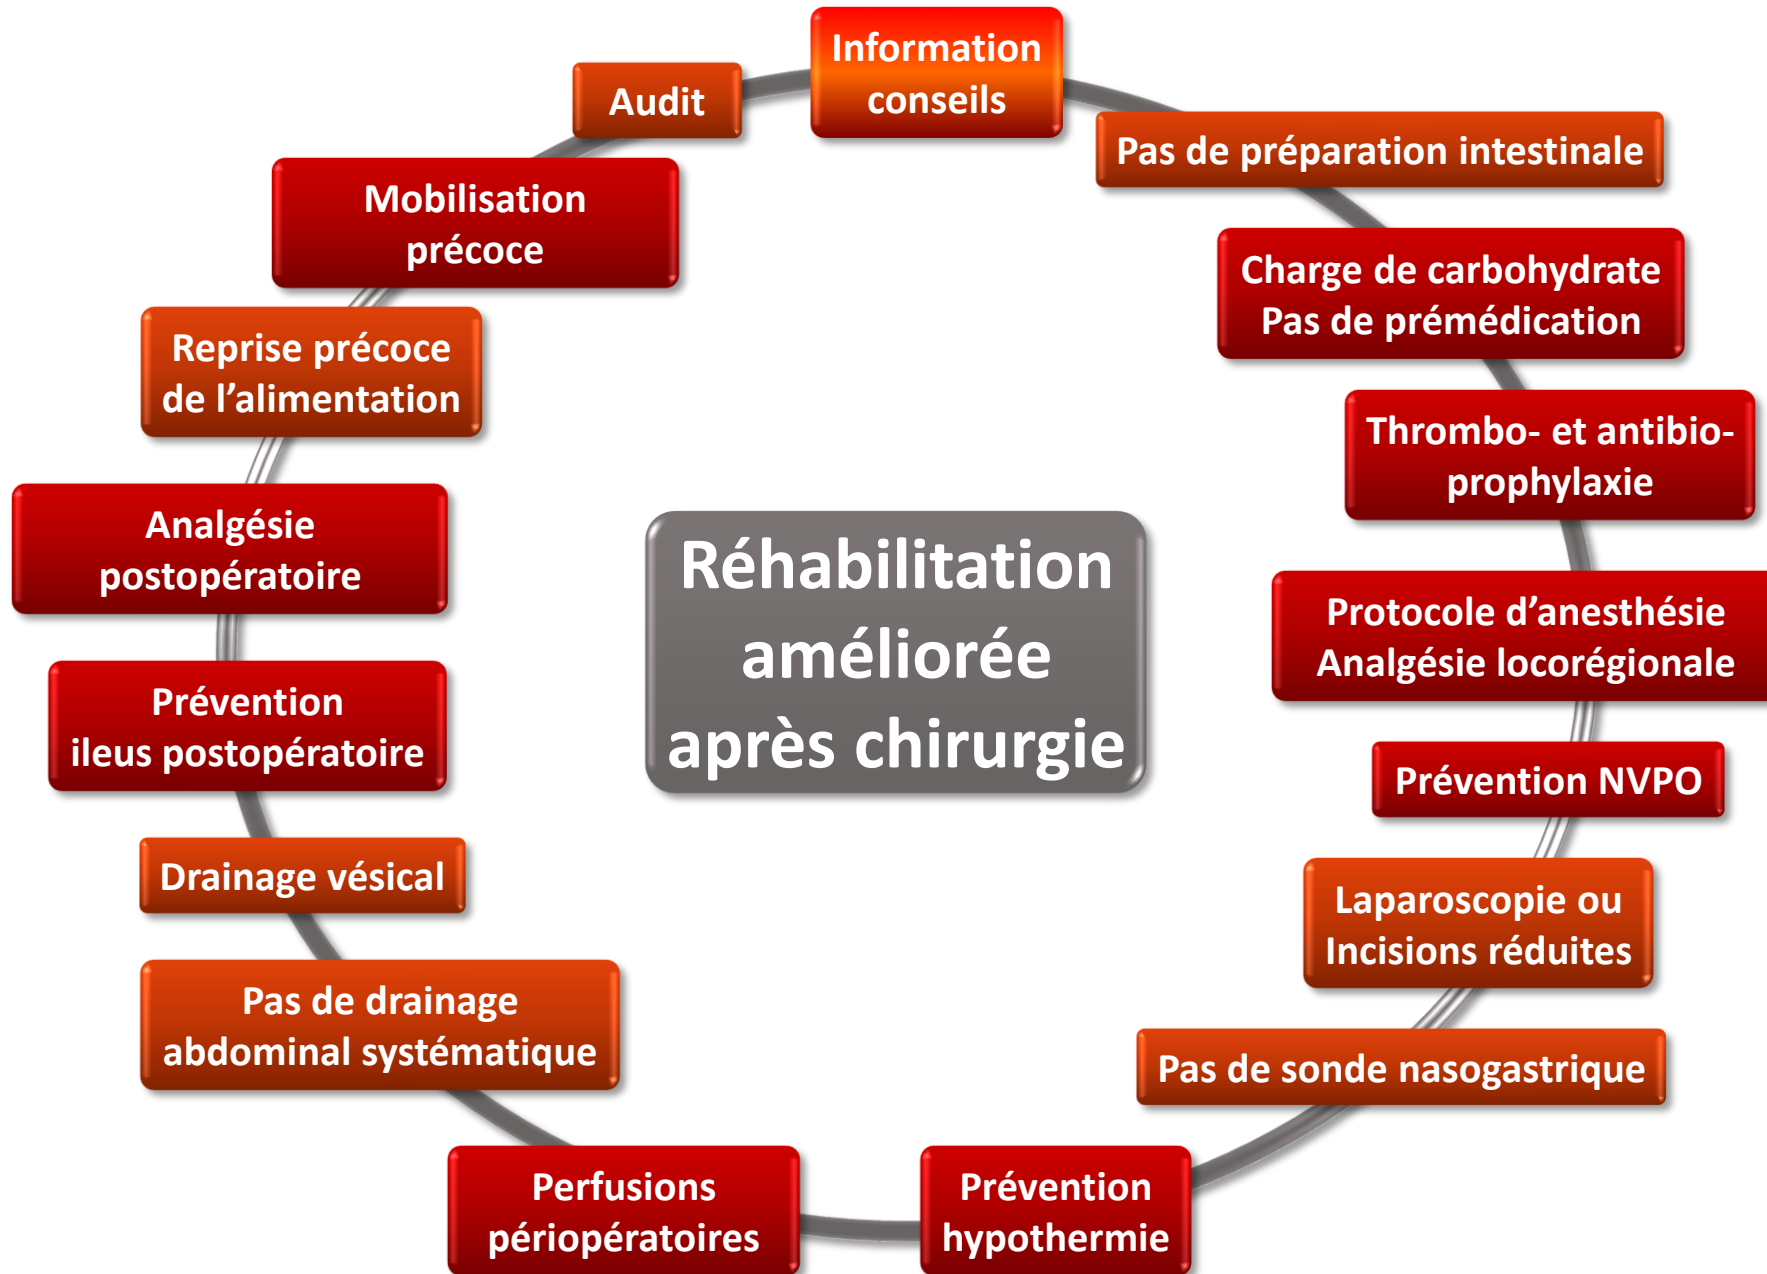 Information
conseils
Pas de préparation intestinale
Charge de carbohydrate
Pas de prémédication
Thrombo- et antibio-
prophylaxie
Protocole d’anesthésie
Analgésie locorégionale
Prévention NVPO
Laparoscopie ou
Incisions réduites
Pas de sonde nasogastrique
Prévention
hypothermie
Perfusions
périopératoires
Pas de drainage
abdominal systématique
Drainage vésical
Prévention
ileus postopératoire
Analgésie
postopératoire
Reprise précoce
de l’alimentation
Mobilisation
précoce
Audit
Réhabilitation
améliorée
après chirurgie